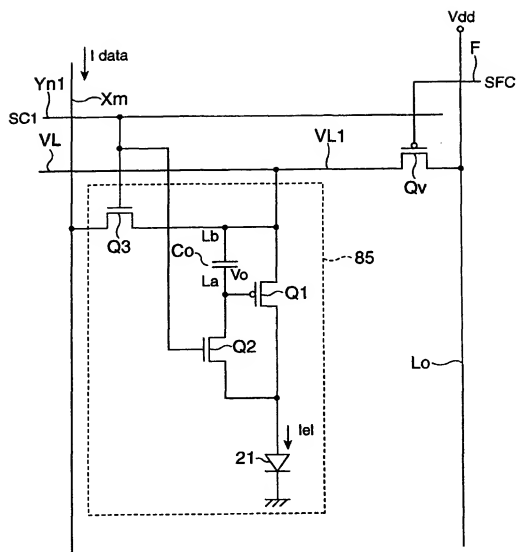 Vdd
I data
F
Yn1
Xm
SFC
SC1
VL
VL1
Qv
Q3
Lb
Co
Vo
85
La
Q1
Q2
Lo
Iel
21